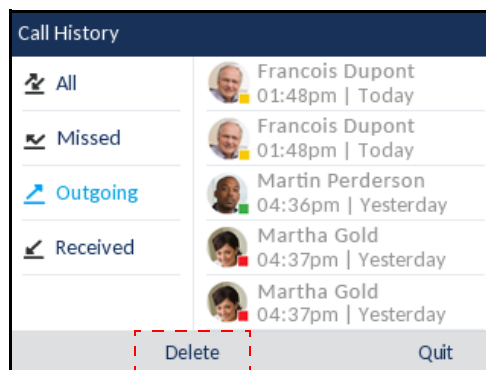 Call History
All
Missed
Outgoing
Received
Francois Dupont
01:48pm | Today
Francois Dupont
01:48pm | Today
Martin Perderson
04:36pm | Yesterday
Martha Gold
04:37pm | Yesterday
Martha Gold
04:37pm | Yesterday
Delete
Quit